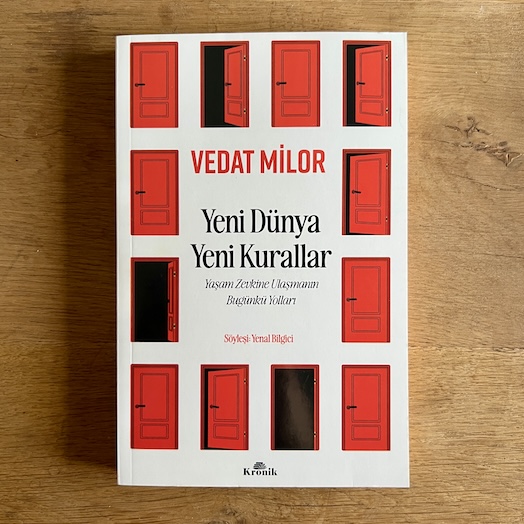 VEDAT MİLOR
Yeni Dünya
Yeni Kurallar
Yaşam Zevkine Ulaşmanın
Bugünkü Yolları
Söyleşi: Yenal Bilgici
Kronik